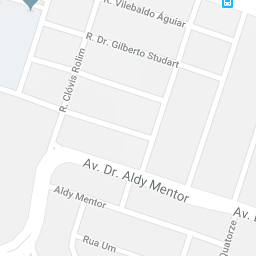 R. Vilebaldo Aguiar
R. Dr. Gilberto Studart
R. Clóvis Rolim
Av. Dr. Aldy Mentor
Av. D
Aldy Mentor
Quatorze
Rua Um